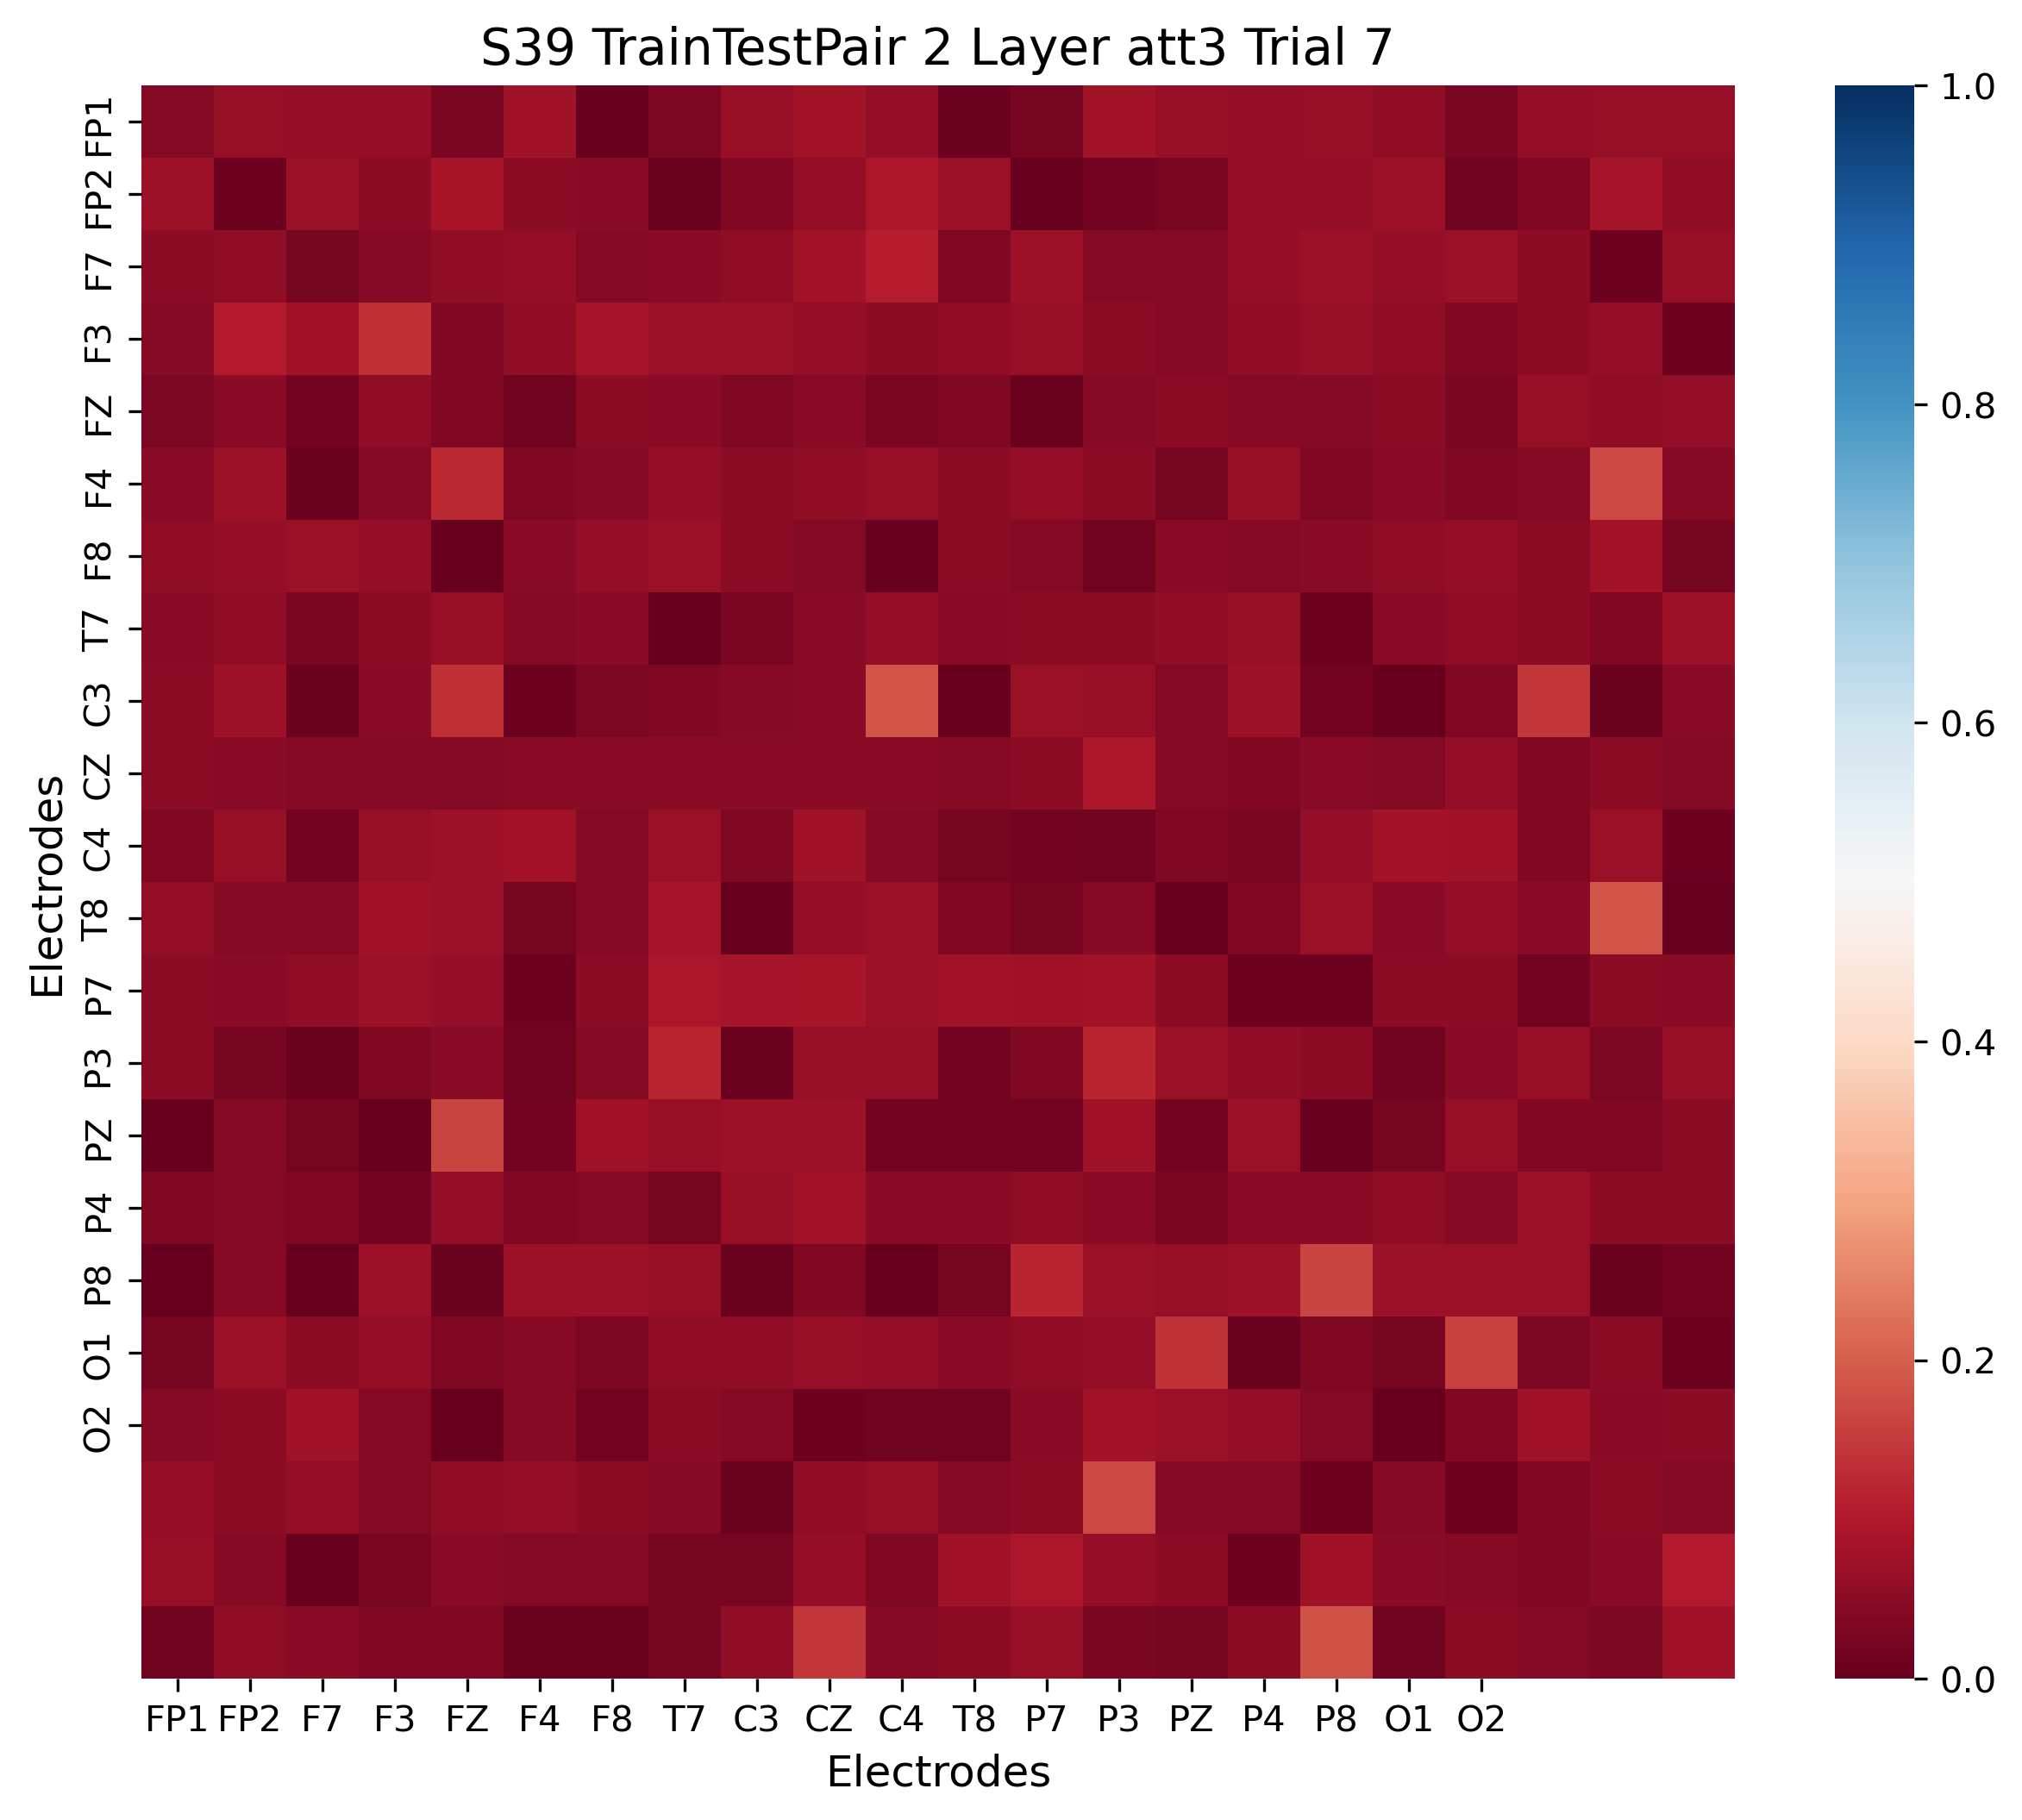 S39 TrainTestPair 2 Layer att3 Trial 7
Electrodes
FP1
FP2
F7
F3
FZ
F4
F8
T7
C3
CZ
C4
T8
P7
P3
PZ
P4
P8
O1
O2
FP1 FP2 F7 F3 FZ F4 F8 T7 C3 CZ C4 T8 P7 P3 PZ P4 P8 O1 O2
Electrodes
1.0
0.8
0.6
0.4
0.2
0.0